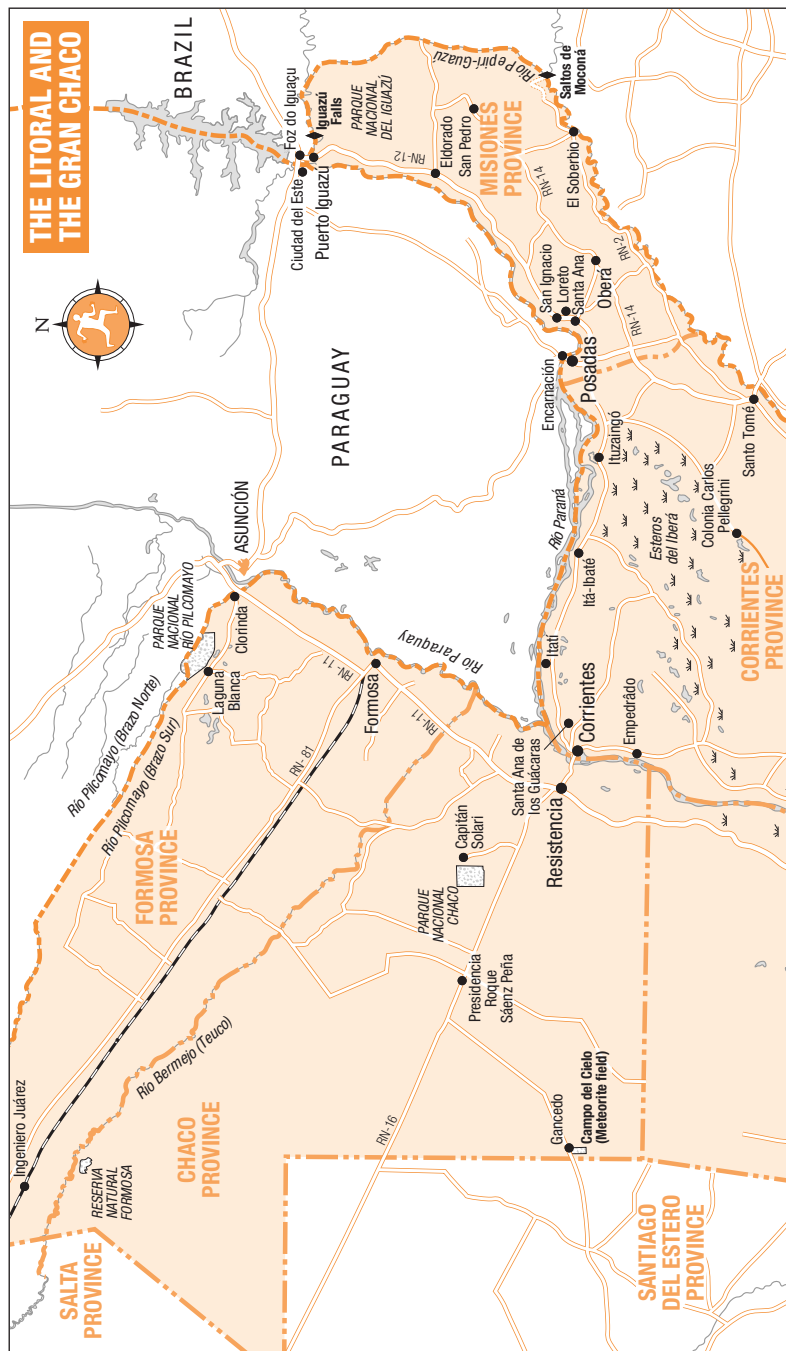 THE LITORAL AND
THE GRAN CHACO
N
BRAZIL
Foz do Iguaçu
Ciudad del Este
Iguazú
Falls
Puerto Iguazú
PARQUE
NACIONAL
DEL IGUAZÚ
Río Pepirí-Guazú
Saltos de
Moconá
RN-12
Eldorado
San Pedro
MISIONES
PROVINCE
RN-14
El Soberbio
San Ignacio
Loreto
Santa Ana
Oberá
RN-2
RN-14
Encarnación
Posadas
PARAGUAY
Ituzaingó
Santo Tomé
Río Paraná
Esteros
del Iberá
Colonia Carlos
Pellegrini
Itá-Ibaté
CORRIENTES
PROVINCE
ASUNCIÓN
PARQUE
NACIONAL
RÍO PILCOMAYO
Clorinda
Laguna
Blanca
RN-11
Río Paraguay
Formosa
Itatí
RN-11
Río Pilcomayo (Brazo Norte)
Río Pilcomayo (Brazo Sur)
RN-81
Santa Ana de
los Guácaras
Corrientes
Empedrãdo
Resistencia
FORMOSA
PROVINCE
Capitán
Solari
PARQUE
NACIONAL
CHACO
Presidencia
Roque
Sáenz Peña
Río Bermejo (Teuco)
Ingeniero Juárez
RESERVA
NATURAL
FORMOSA
CHACO
PROVINCE
RN-16
Gancedo
Campo del Cielo
(Meteorite field)
SALTA
PROVINCE
SANTIAGO
DEL ESTERO
PROVINCE